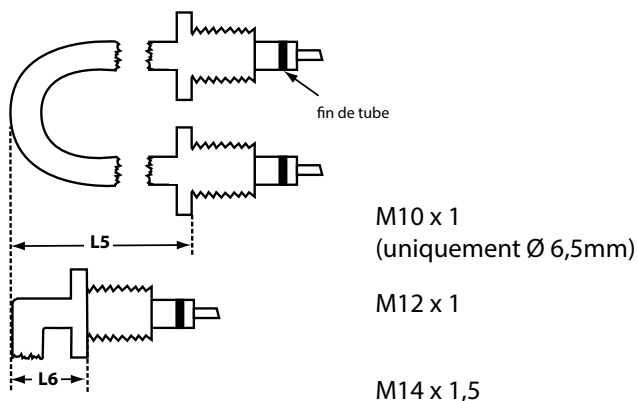 fin de tube
L5
M10 x 1
(uniquement Ø 6,5mm)
M12 x 1
L6
M14 x 1,5